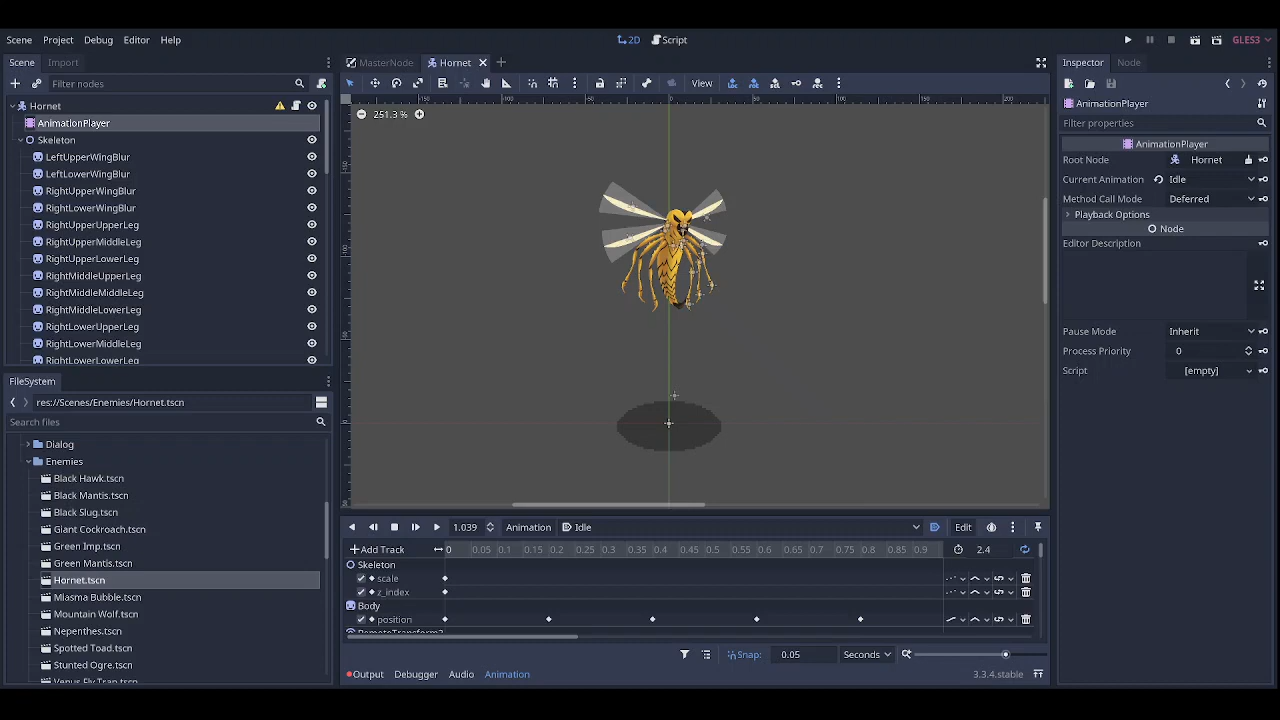 Scene Project Debug Editor Help
2D Script
GLES3
Scene Import
Filter nodes
Hornet
AnimationPlayer
Skeleton
LeftUpperWingBlur
LeftLowerWingBlur
RightUpperWingBlur
RightLowerWingBlur
RightUpperUpperLeg
RightUpperMiddleLeg
RightUpperLowerLeg
RightMiddleUpperLeg
RightMiddleMiddleLeg
RightMiddleLowerLeg
RightLowerUpperLeg
RightLowerMiddleLeg
RightLowerLowerLeg
FileSystem
res://Scenes/Enemies/Hornet.tscn
Search files
Dialog
Enemies
Black Hawk.tscn
Black Mantis.tscn
Black Slug.tscn
Giant Cockroach.tscn
Green Imp.tscn
Green Mantis.tscn
Hornet.tscn
MIasma Bubble.tscn
Mountain Wolf.tscn
Nepenthes.tscn
Spotted Toad.tscn
Stunted Ogre.tscn
Venus Fly Trap.tscn
MasterNode Hornet
View
251.3 %
1.039 Animation Idle Edit
Add Track 0 0.05 0.1 0.15 0.2 0.25 0.3 0.35 0.4 0.45 0.5 0.55 0.6 0.65 0.7 0.75 0.8 0.85 0.9 2.4
Skeleton
scale
z_index
Body
position
Snap: 0.05 Seconds
Output Debugger Audio Animation 3.3.4.stable
Inspector Node
AnimationPlayer
Filter properties
AnimationPlayer
Root Node Hornet
Current Animation Idle
Method Call Mode Deferred
Playback Options
Node
Editor Description
Pause Mode Inherit
Process Priority 0
Script [empty]